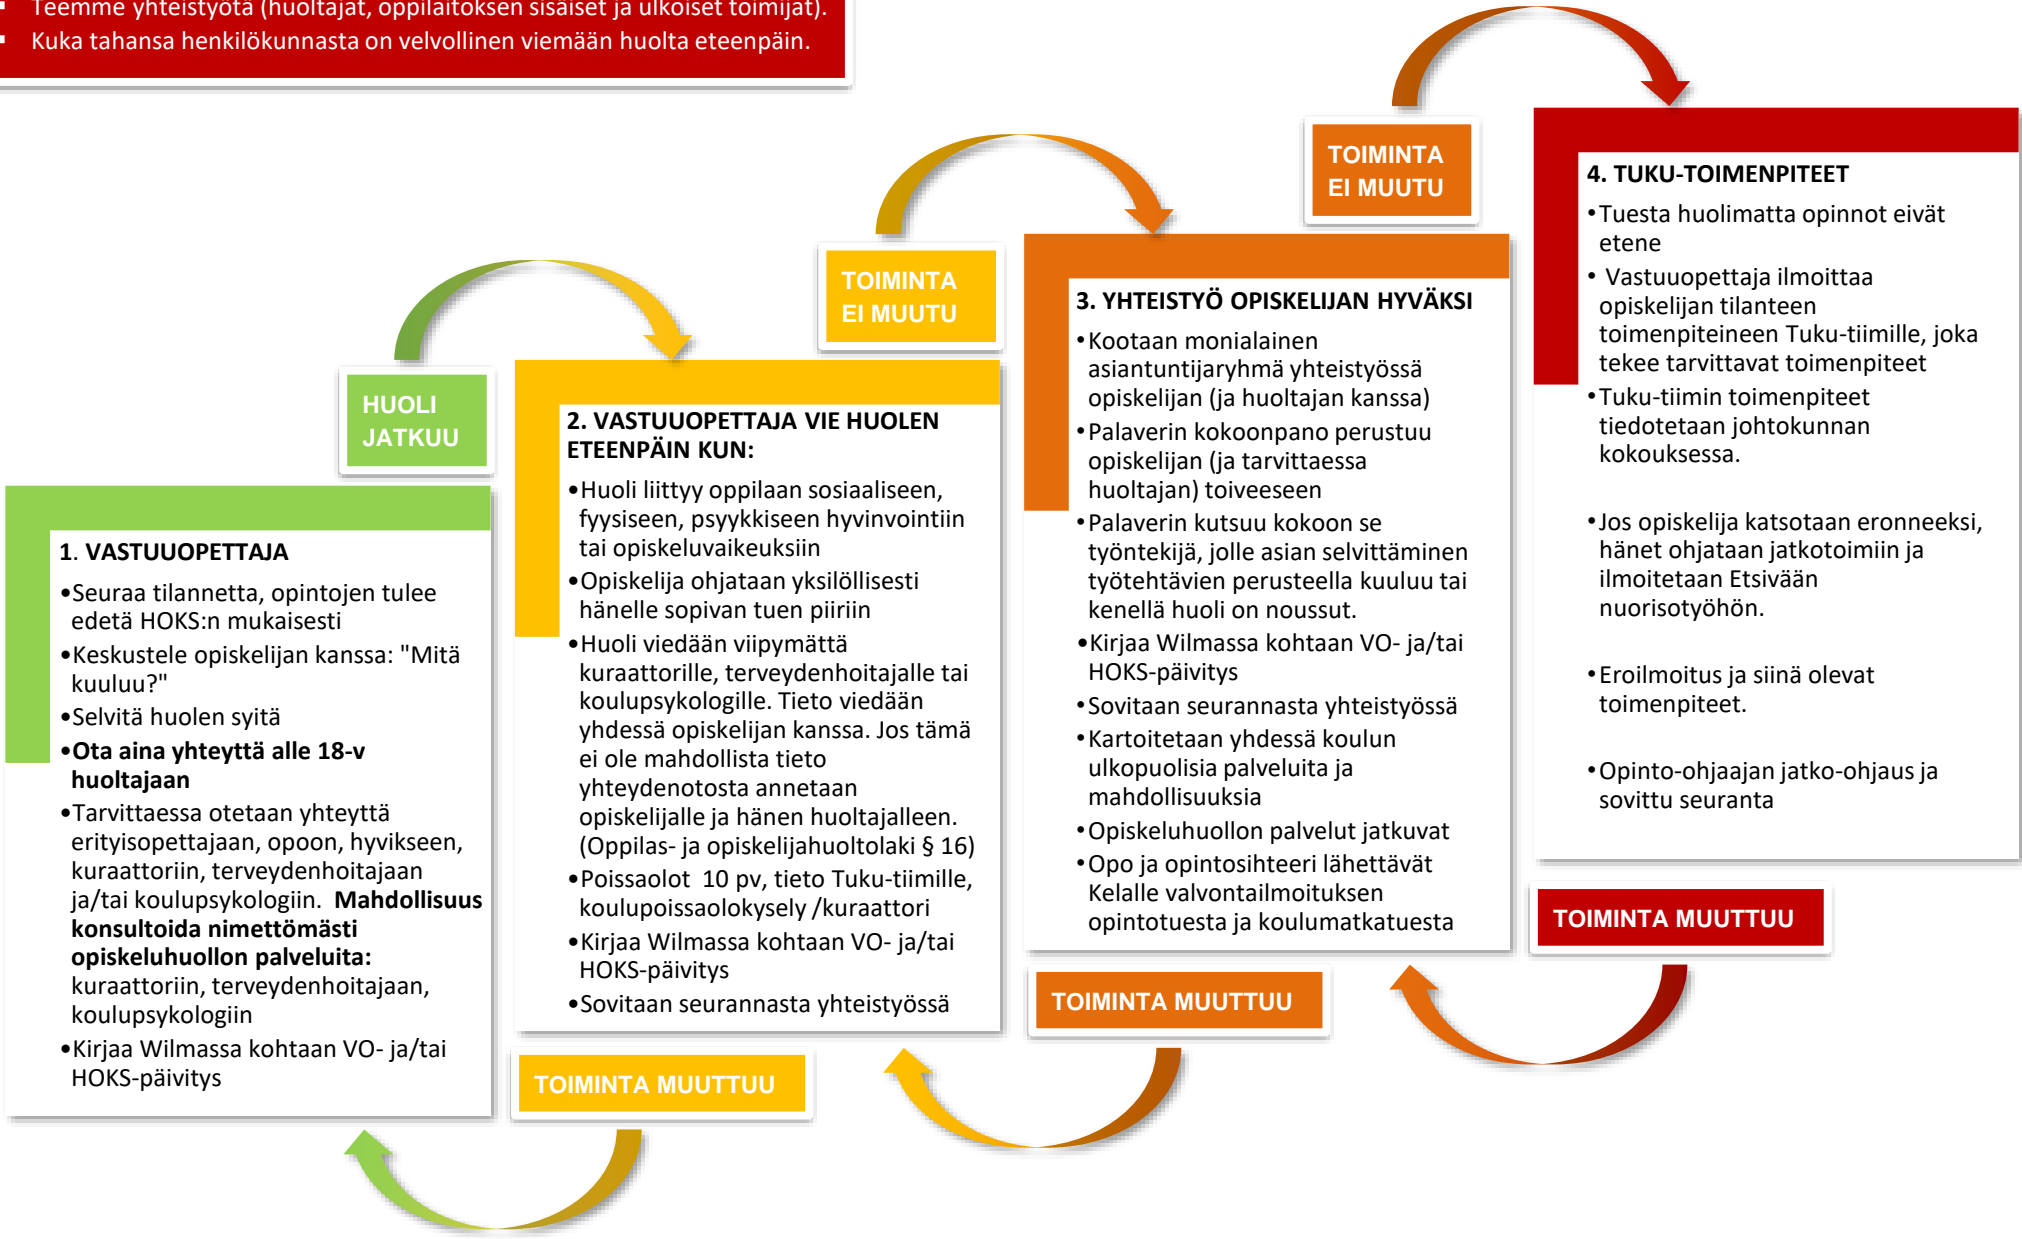 ▪ Teemme yhteistyötä (huoltajat, oppilaitoksen sisäiset ja ulkoiset toimijat).
▪ Kuka tahansa henkilökunnasta on velvollinen viemään huolta eteenpäin.
HUOLI
JATKUU
1. VASTUUOPETTAJA
•Seuraa tilannetta, opintojen tulee
edetä HOKS:n mukaisesti
•Keskustele opiskelijan kanssa: "Mitä
kuuluu?"
•Selvitä huolen syitä
•Ota aina yhteyttä alle 18-v
huoltajaan
•Tarvittaessa otetaan yhteyttä
erityisopettajaan, opoon, hyvikseen,
kuraattoriin, terveydenhoitajaan
ja/tai koulupsykologiin. Mahdollisuus
konsultoida nimettömästi
opiskeluhuollon palveluita:
kuraattoriin, terveydenhoitajaan,
koulupsykologiin
•Kirjaa Wilmassa kohtaan VO- ja/tai
HOKS-päivitys
TOIMINTA
EI MUUTU
2. VASTUUOPETTAJA VIE HUOLEN
ETEENPÄIN KUN:
•Huoli liittyy oppilaan sosiaaliseen,
fyysiseen, psyykkiseen hyvinvointiin
tai opiskeluvaikeuksiin
•Opiskelija ohjataan yksilöllisesti
hänelle sopivan tuen piiriin
•Huoli viedään viipymättä
kuraattorille, terveydenhoitajalle tai
koulupsykologille. Tieto viedään
yhdessä opiskelijan kanssa. Jos tämä
ei ole mahdollista tieto
yhteydenotosta annetaan
opiskelijalle ja hänen huoltajalleen.
(Oppilas- ja opiskelijahuoltolaki § 16)
•Poissaolot 10 pv, tieto Tuku-tiimille,
koulupoissaolokysely /kuraattori
•Kirjaa Wilmassa kohtaan VO- ja/tai
HOKS-päivitys
•Sovitaan seurannasta yhteistyössä
TOIMINTA MUUTTUU
TOIMINTA
EI MUUTU
3. YHTEISTYÖ OPISKELIJAN HYVÄKSI
•Kootaan monialainen
asiantuntijaryhmä yhteistyössä
opiskelijan (ja huoltajan kanssa)
•Palaverin kokoonpano perustuu
opiskelijan (ja tarvittaessa
huoltajan) toiveeseen
•Palaverin kutsuu kokoon se
työntekijä, jolle asian selvittäminen
työtehtävien perusteella kuuluu tai
kenellä huoli on noussut.
•Kirjaa Wilmassa kohtaan VO- ja/tai
HOKS-päivitys
•Sovitaan seurannasta yhteistyössä
•Kartoitetaan yhdessä koulun
ulkopuolisia palveluita ja
mahdollisuuksia
•Opiskeluhuollon palvelut jatkuvat
•Opo ja opintosihteeri lähettävät
Kelalle valvontailmoituksen
opintotuesta ja koulumatkatuesta
TOIMINTA MUUTTUU
4. TUKU-TOIMENPITEET
•Tuesta huolimatta opinnot eivät
etene
• Vastuuopettaja ilmoittaa
opiskelijan tilanteen
toimenpiteineen Tuku-tiimille, joka
tekee tarvittavat toimenpiteet
•Tuku-tiimin toimenpiteet
tiedotetaan johtokunnan
kokouksessa.
•Jos opiskelija katsotaan eronneeksi,
hänet ohjataan jatkotoimiin ja
ilmoitetaan Etsivään
nuorisotyöhön.
•Eroilmoitus ja siinä olevat
toimenpiteet.
•Opinto-ohjaajan jatko-ohjaus ja
sovittu seuranta
TOIMINTA MUUTTUU